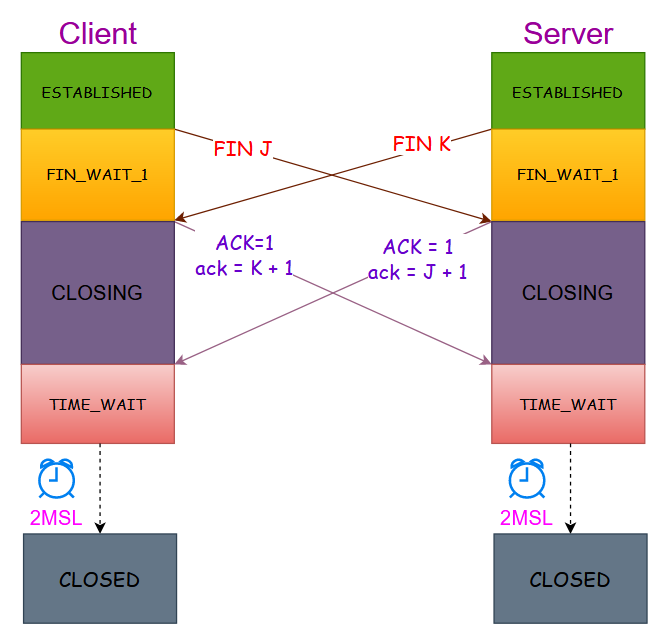 Client
Server
ESTABLISHED
ESTABLISHED
FIN J
FIN K
FIN_WAIT_1
FIN_WAIT_1
ACK=1
ack = K + 1
ACK = 1
ack = J + 1
CLOSING
CLOSING
TIME_WAIT
TIME_WAIT
2MSL
2MSL
CLOSED
CLOSED